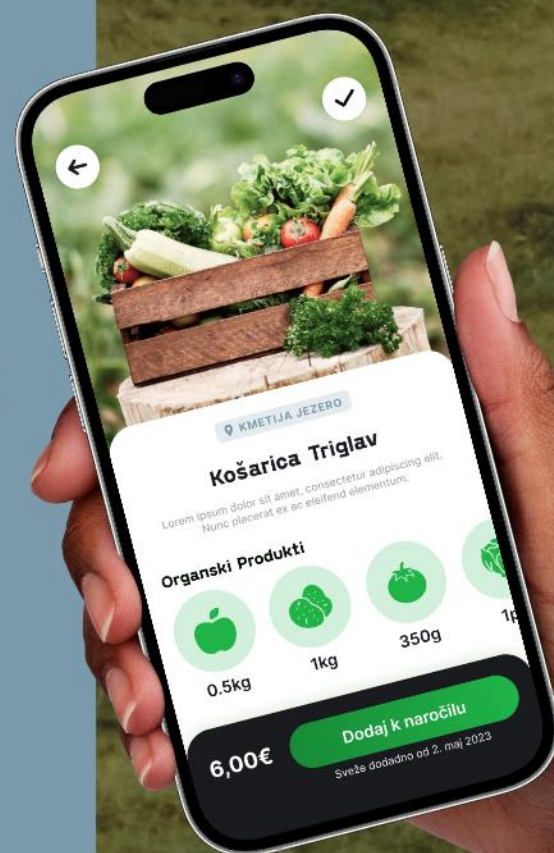 KMETIJA JEZERO
Košarica Triglav
Lorem ipsum dolor sit amet, consectetur adipiscing elit.
Nunc placerat ex ac eleifend elementum.
Organski Produkti
0.5kg
1kg
350g
6,00€
Dodaj k naročilu
Sveže dodadno od 2. maj 2023